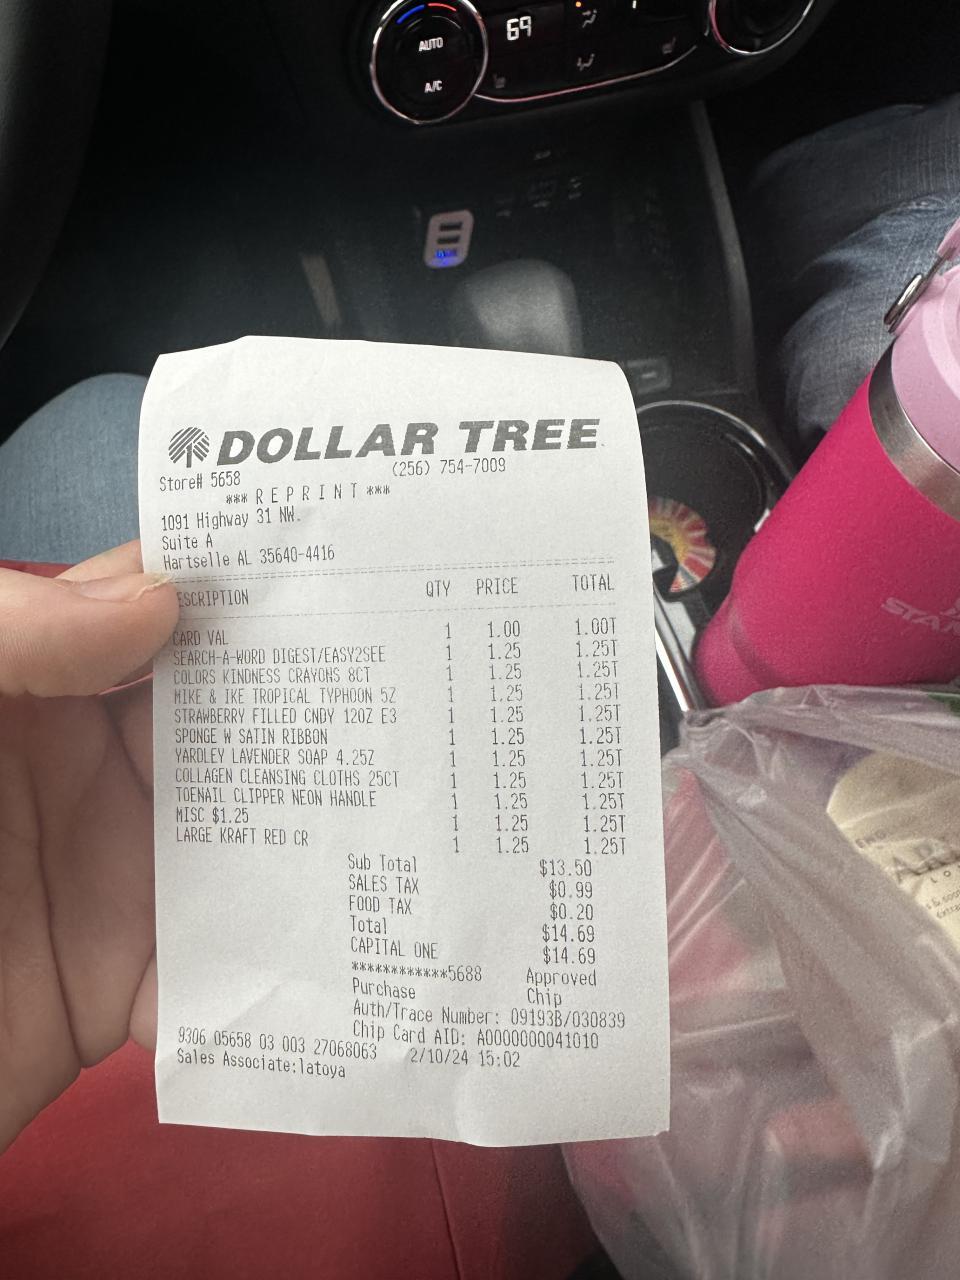 AUTO
69
A/C
DOLLAR TREE
Store# 5658 (256) 754-7009
*** R E P R I N T ***
1091 Highway 31 NW.
Suite A
Hartselle AL 35640-4416
ESCRIPTION QTY PRICE TOTAL
CARD VAL 1 1.00 1.00T
SEARCH-A-WORD DIGEST/EASY2SEE 1 1.25 1.25T
COLORS KINDNESS CRAYONS 8CT 1 1.25 1.25T
MIKE & IKE TROPICAL TYPHOON 5Z 1 1.25 1.25T
STRAWBERRY FILLED CNDY 12OZ E3 1 1.25 1.25T
SPONGE W SATIN RIBBON 1 1.25 1.25T
YARDLEY LAVENDER SOAP 4.25Z 1 1.25 1.25T
COLLAGEN CLEANSING CLOTHS 25CT 1 1.25 1.25T
TOENAIL CLIPPER NEON HANDLE 1 1.25 1.25T
MISC $1.25 1 1.25 1.25T
LARGE KRAFT RED CR 1 1.25 1.25T
Sub Total $13.50
SALES TAX $0.99
FOOD TAX $0.20
Total $14.69
CAPITAL ONE $14.69
************5688 Approved
Purchase Chip
Auth/Trace Number: 09193B/030839
Chip Card AID: A0000000041010
9306 05658 03 003 27068063 2/10/24 15:02
Sales Associate:latoya
STAN